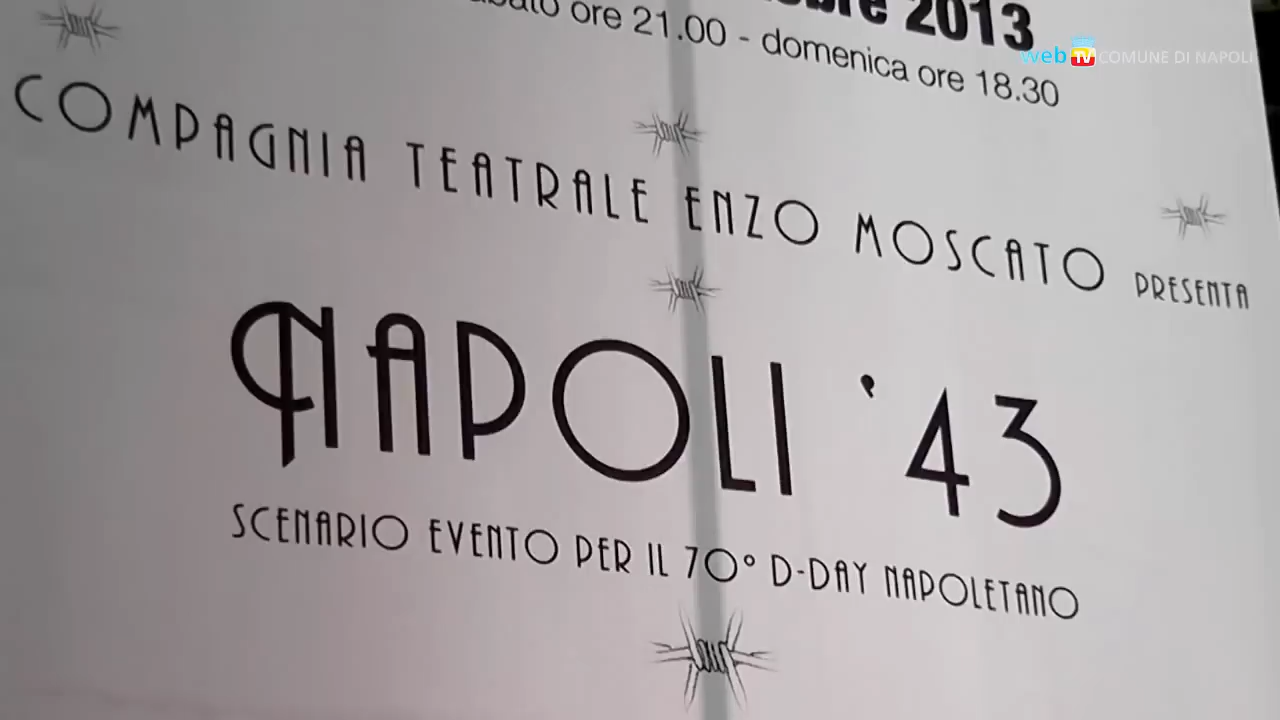 2013
ore 21.00 - domenica ore 18.30
web TV COMUNE DI NAPOLI
COMPAGNIA TEATRALE ENZO MOSCATO PRESENTA
NAPOLI '43
SCENARIO EVENTO PER IL 70° D-DAY NAPOLETANO